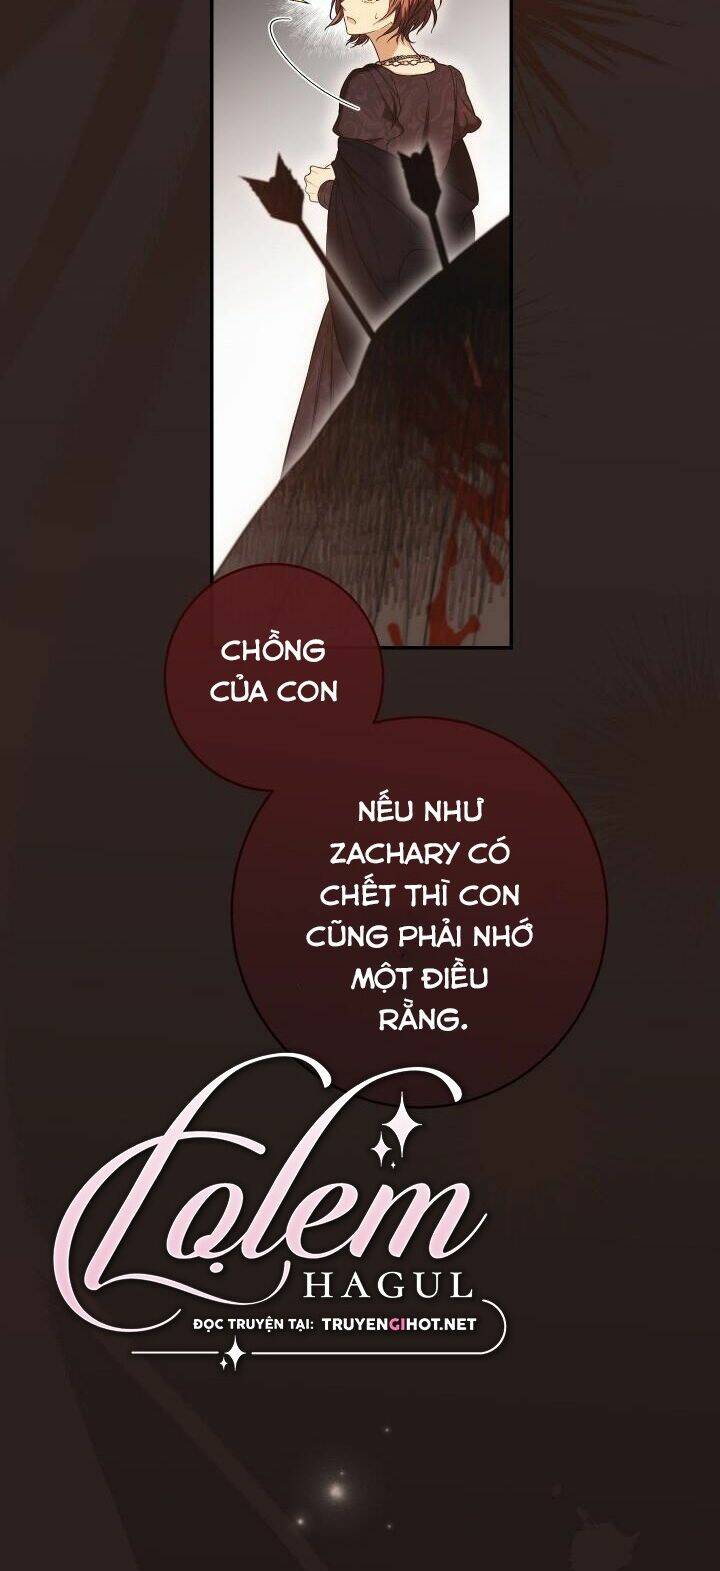 CHỒNG
CỦA CON
NẾU NHƯ
ZACHARY CÓ
CHẾT THÌ CON
CŨNG PHẢI NHỚ
MỘT ĐIỀU
RẰNG.
Lọlem
HAGUL
ĐỌC TRUYỆN TẠI: TRUYENGIHOT.NET